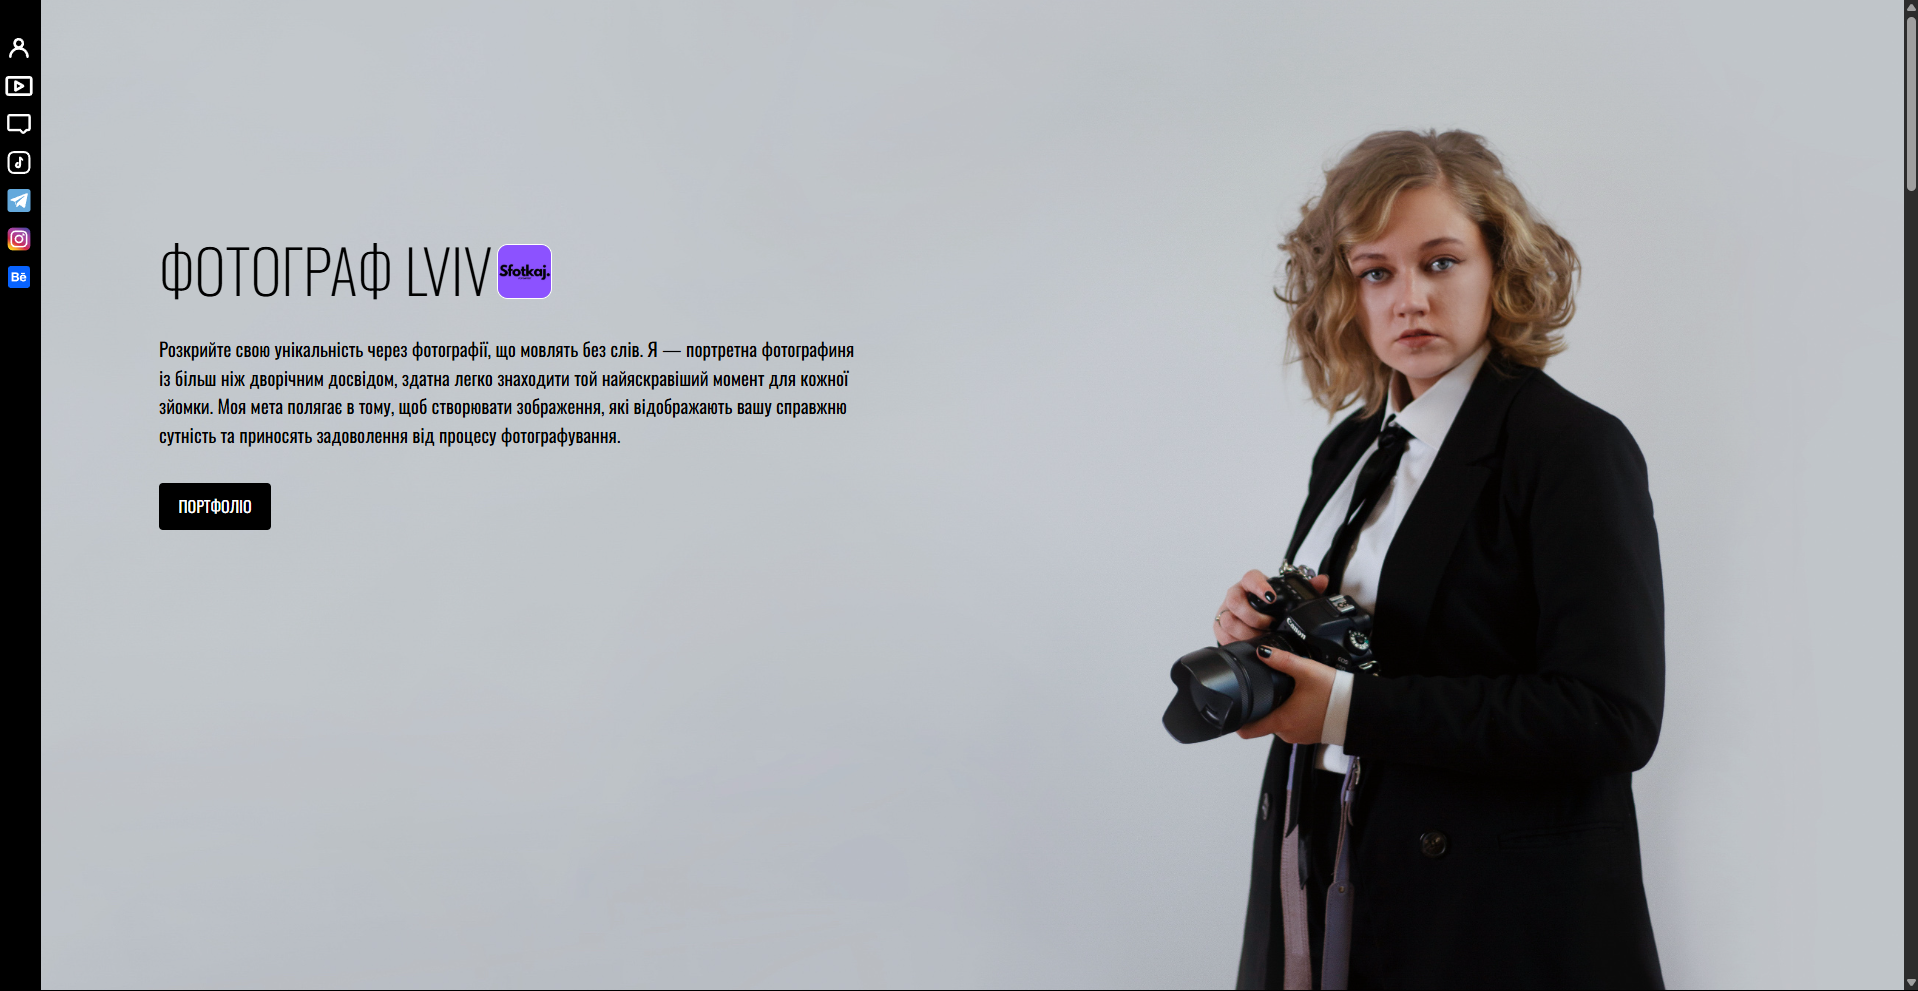 ФОТОГРАФ LVIV
Sfotkaj.
Розкрийте свою унікальність через фотографії, що мовлять без слів. Я — портретна фотографиня
із більш ніж дворічним досвідом, здатна легко знаходити той найяскравіший момент для кожної
зйомки. Моя мета полягає в тому, щоб створювати зображення, які відображають вашу справжню
сутність та приносять задоволення від процесу фотографування.
ПОРТФОЛІО
Bē
Canon